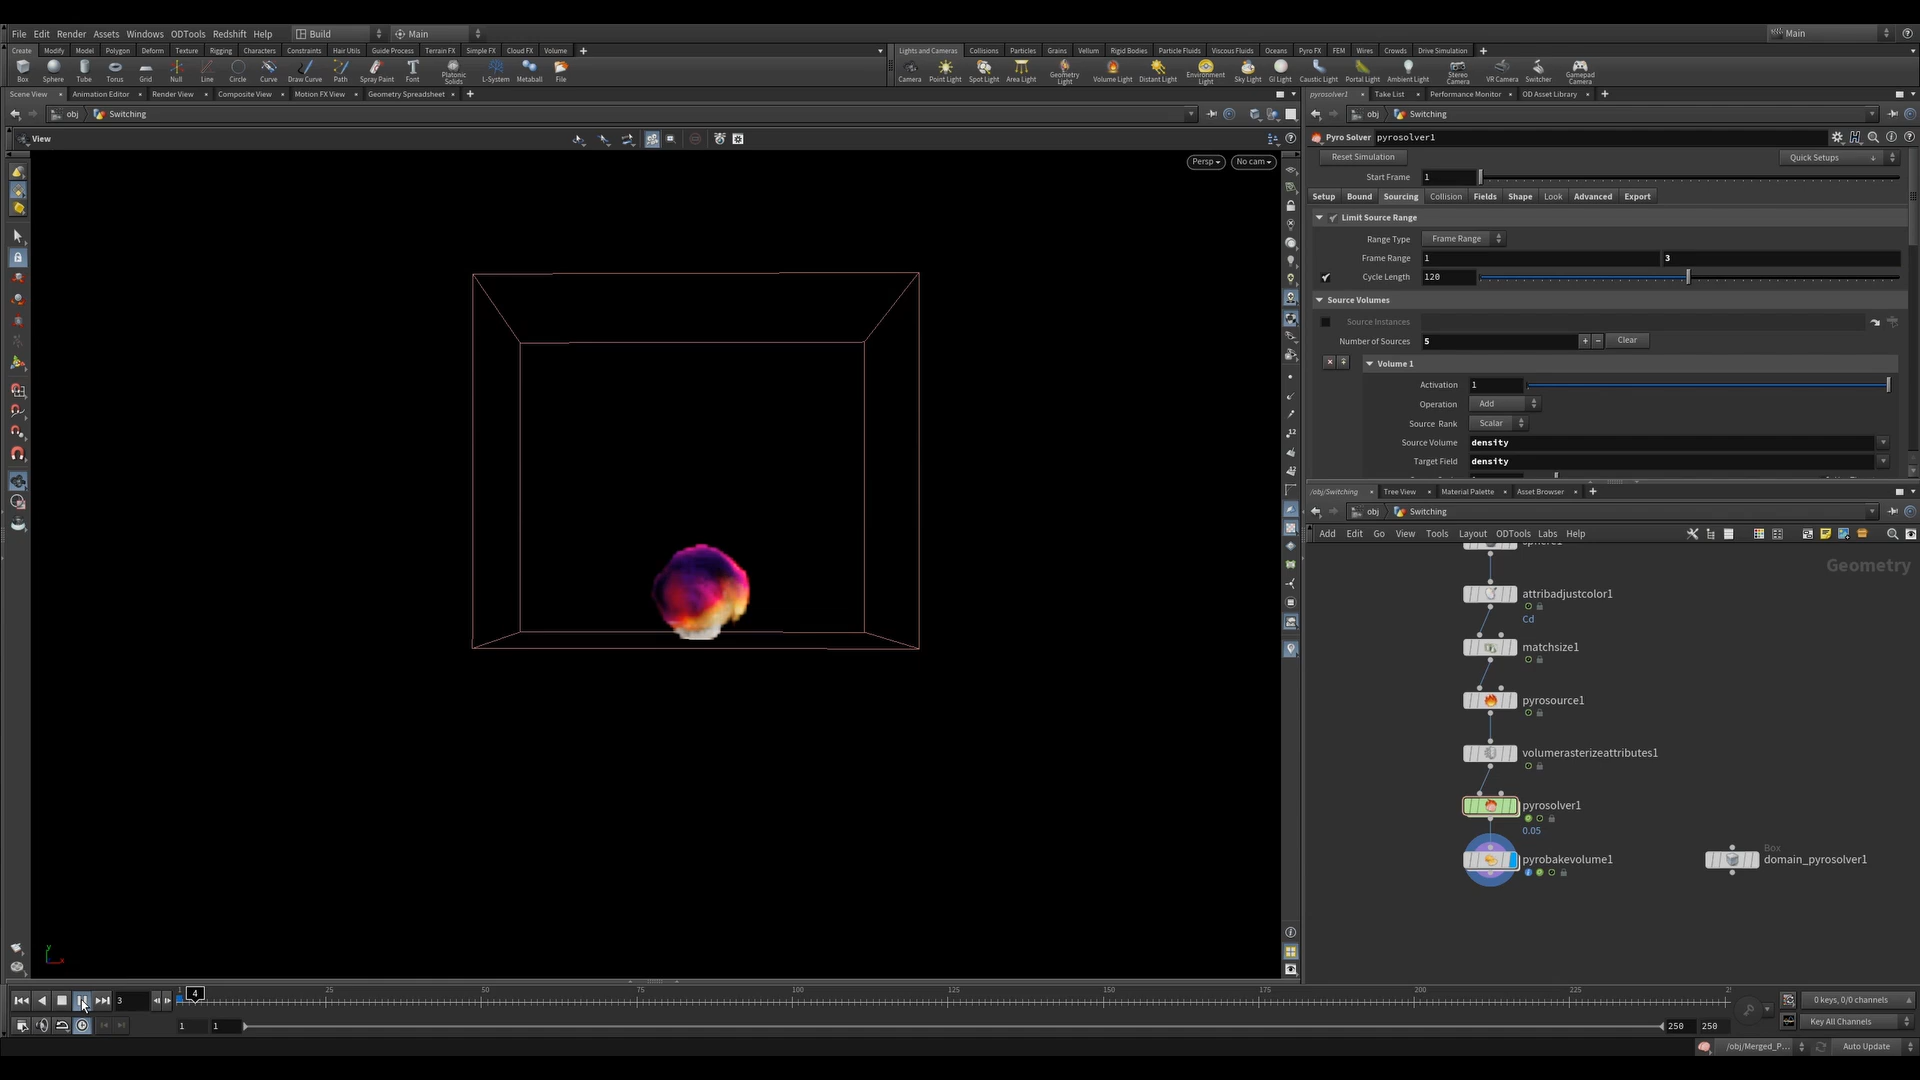 File Edit Render Assets Windows ODTools Redshift Help Build Main Main
Create Modify Model Polygon Deform Texture Rigging Characters Constraints Hair Utils Guide Process Terrain FX Simple FX Cloud FX Volume
Lights and Cameras Collisions Particles Grains Vellum Rigid Bodies Particle Fluids Viscous Fluids Oceans Pyro FX FEM Wires Crowds Drive Simulation
Box Sphere Tube Torus Grid Null Line Circle Curve Draw Curve Path Spray Paint Font Platonic Solids L-System Metaball File
Camera Point Light Spot Light Area Light Geometry Light Volume Light Distant Light Environment Light Sky Light GI Light Caustic Light Portal Light Ambient Light Stereo Camera VR Camera Switcher Gamepad Camera
Scene View Animation Editor Render View Composite View Motion FX View Geometry Spreadsheet
obj Switching
View
Persp No cam
pyrosolver1 Take List Performance Monitor OD Asset Library
obj Switching
Pyro Solver pyrosolver1
Reset Simulation Quick Setups
Start Frame 1
Setup Bound Sourcing Collision Fields Shape Look Advanced Export
Limit Source Range
Range Type Frame Range
Frame Range 1 3
Cycle Length 120
Source Volumes
Source Instances
Number of Sources 5 Clear
Volume 1
Activation 1
Operation Add
Source Rank Scalar
Source Volume density
Target Field density
/obj/Switching Tree View Material Palette Asset Browser
obj Switching
Add Edit Go View Tools Layout ODTools Labs Help
Geometry
attribadjustcolor1
Cd
matchsize1
pyrosource1
volumerasterizeattributes1
pyrosolver1
0.05
Box
pyrobakevolume1 domain_pyrosolver1
y
x
3 1 4 25 50 75 100 125 150 175 200 225
0 keys, 0/0 channels
1 1 250 250 Key All Channels
/obj/Merged_P... Auto Update